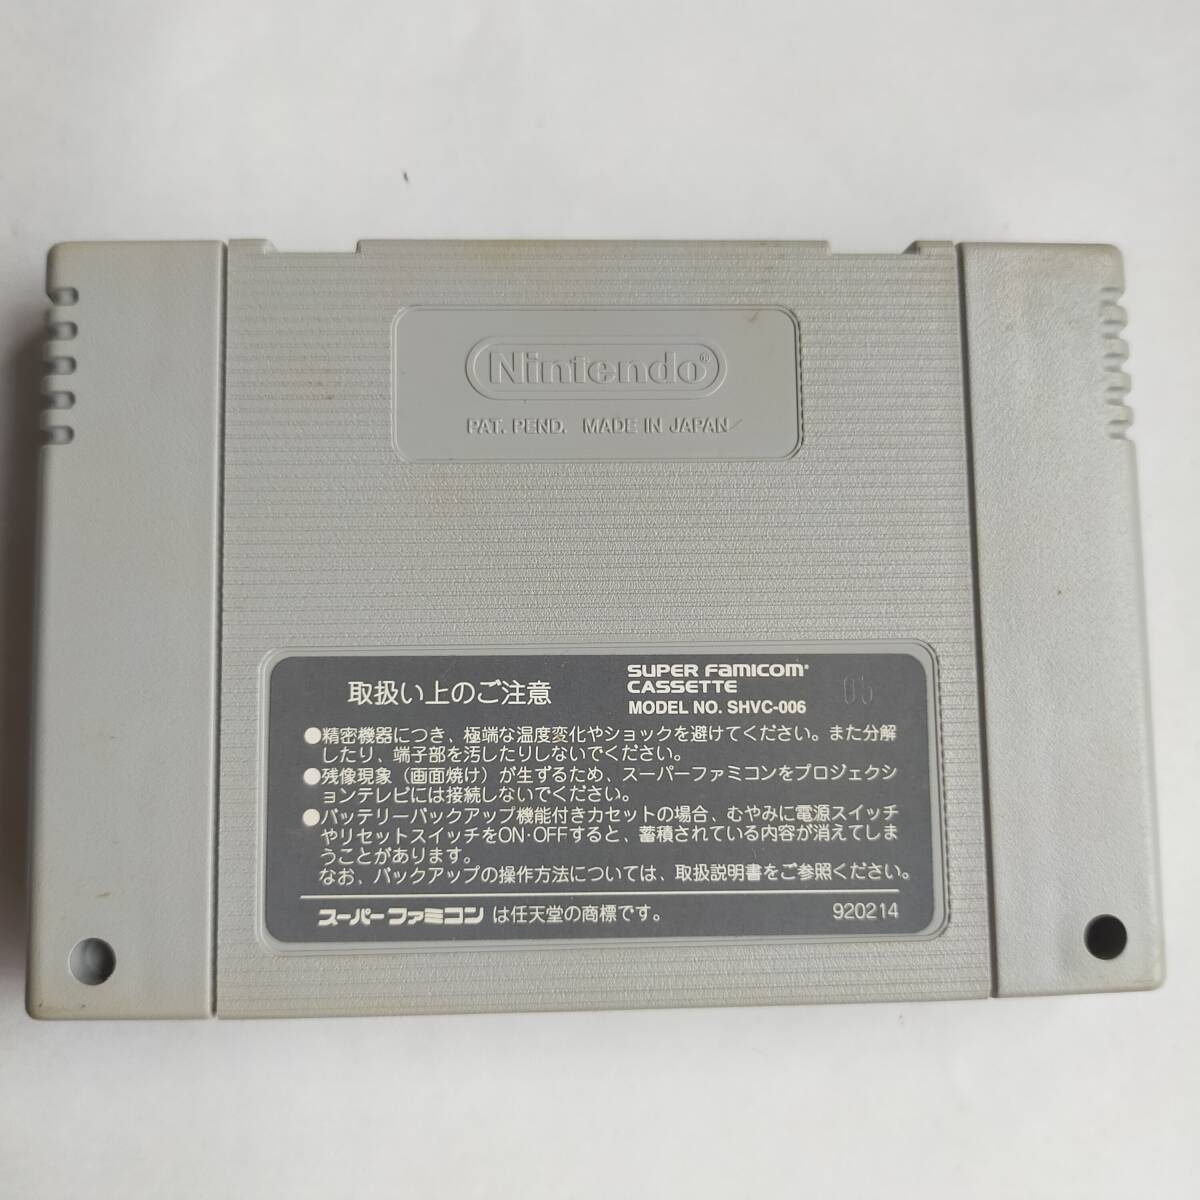 Nintendo®
PAT. PEND. MADE IN JAPAN
取扱い上のご注意
SUPER FAMICOM
CASSETTE
MODEL NO. SHVC-006
05
●精密機器につき、極端な温度変化やショックを避けてください。また分解
したり、端子部を汚したりしないでください。
●残像現象（画面焼け）が生ずるため、スーパーファミコンをプロジェクシ
ョンテレビには接続しないでください。
●バッテリーバックアップ機能付きカセットの場合、むやみに電源スイッチ
やリセットスイッチをON·OFFすると、蓄積されている内容が消えてしま
うことがあります。
なお、バックアップの操作方法については、取扱説明書をご参照ください。
スーパーファミコンは任天堂の商標です。
920214